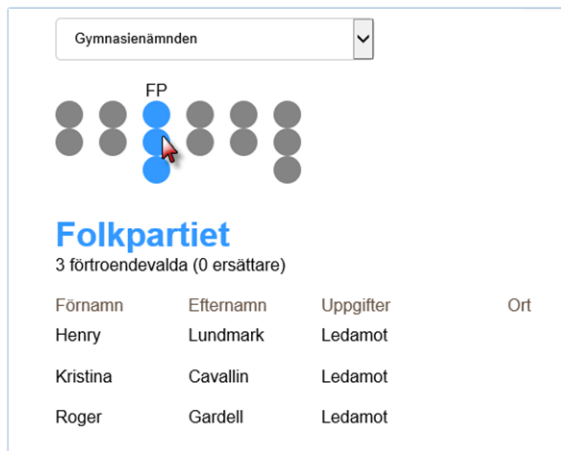 Gymnasienämnden
FP
Folkpartiet
3 förtroendevalda (0 ersättare)
Förnamn Efternamn Uppgifter Ort
Henry Lundmark Ledamot
Kristina Cavallin Ledamot
Roger Gardell Ledamot